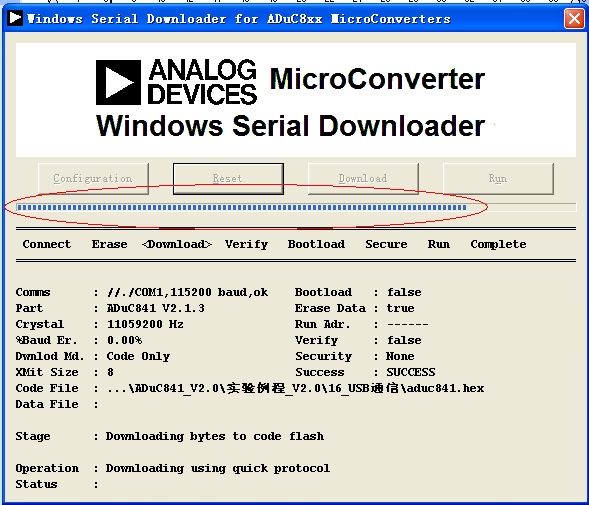 Windows Serial Downloader for ADuC8xx MicroConverters
ANALOG DEVICES MicroConverter
Windows Serial Downloader
Configuration Reset Download Run
Connect Erase <Download> Verify Bootload Secure Run Complete
Comms : //./COM1,115200 baud,ok Bootload : false
Part : ADuC841 V2.1.3 Erase Data : true
Crystal : 11059200 Hz Run Adr. : ------
%Baud Er. : 0.00% Verify : false
Dwnlod Md. : Code Only Security : None
XMit Size : 8 Success : SUCCESS
Code File : ...\ADuC841_V2.0\实验例程_V2.0\16_USB通信\aduc841.hex
Data File :
Stage : Downloading bytes to code flash
Operation : Downloading using quick protocol
Status :